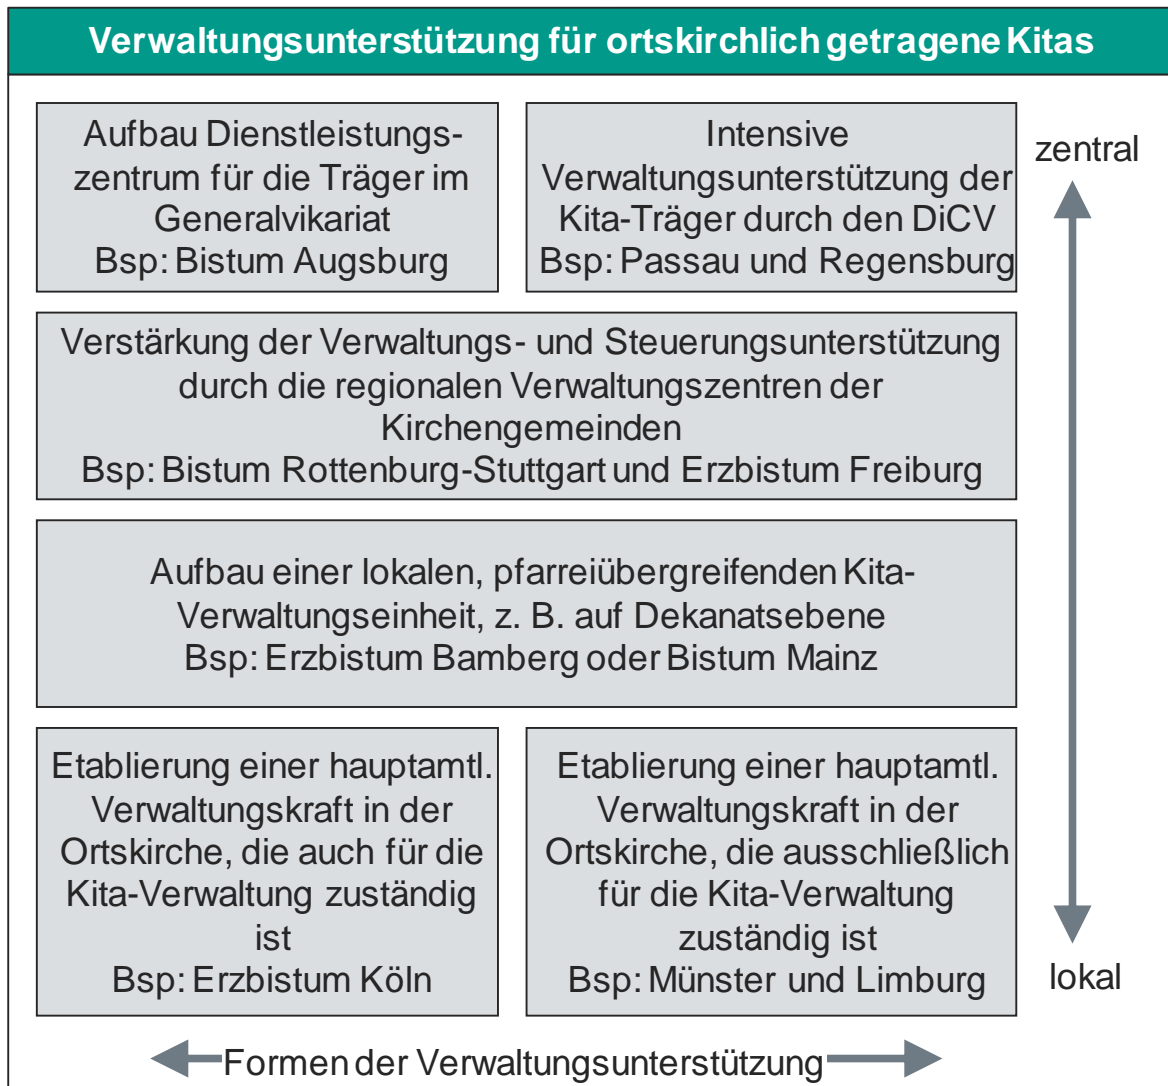 Verwaltungsunterstützung für ortskirchlich getragene Kitas
Aufbau Dienstleistungs-
zentrum für die Träger im
Generalvikariat
Bsp: Bistum Augsburg
Intensive
Verwaltungsunterstützung der
Kita-Träger durch den DiCV
Bsp: Passau und Regensburg
zentral
Verstärkung der Verwaltungs- und Steuerungsunterstützung
durch die regionalen Verwaltungszentren der
Kirchengemeinden
Bsp: Bistum Rottenburg-Stuttgart und Erzbistum Freiburg
Aufbau einer lokalen, pfarreiübergreifenden Kita-
Verwaltungseinheit, z. B. auf Dekanatsebene
Bsp: Erzbistum Bamberg oder Bistum Mainz
Etablierung einer hauptamtl.
Verwaltungskraft in der
Ortskirche, die auch für die
Kita-Verwaltung zuständig
ist
Bsp: Erzbistum Köln
Etablierung einer hauptamtl.
Verwaltungskraft in der
Ortskirche, die ausschließlich
für die Kita-Verwaltung
zuständig ist
Bsp: Münster und Limburg
lokal
Formen der Verwaltungsunterstützung